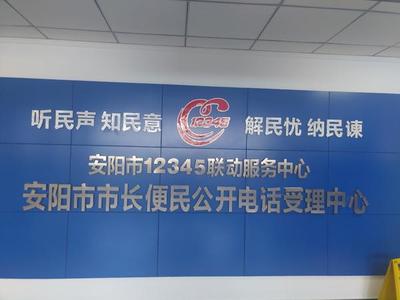 听民声 知民意 12345 解民忧 纳民谏
安阳市12345联动服务中心
安阳市市长便民公开电话受理中心